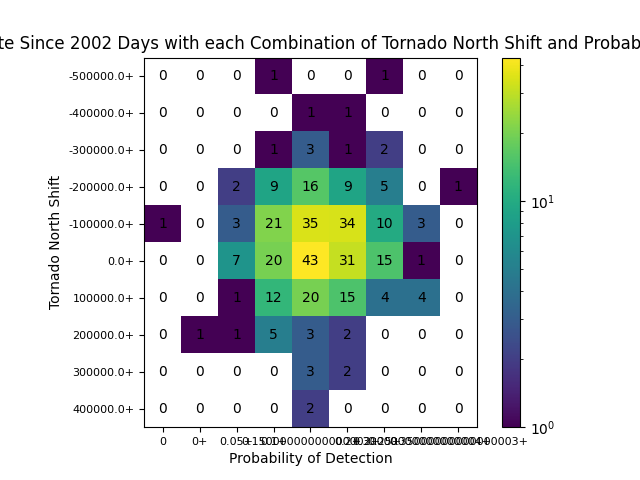 te Since 2002 Days with each Combination of Tornado North Shift and Probab
-500000.0+ 0 0 0 1 0 0 1 0 0
-400000.0+ 0 0 0 0 1 1 0 0 0
-300000.0+ 0 0 0 1 3 1 2 0 0
-200000.0+ 0 0 2 9 16 9 5 0 1
-100000.0+ 1 0 3 21 35 34 10 3 0
0.0+ 0 0 7 20 43 31 15 1 0
100000.0+ 0 0 1 12 20 15 4 4 0
200000.0+ 0 1 1 5 3 2 0 0 0
300000.0+ 0 0 0 0 3 2 0 0 0
400000.0+ 0 0 0 0 2 0 0 0 0
0 0+
Probability of Detection
Tornado North Shift
10¹
10⁰